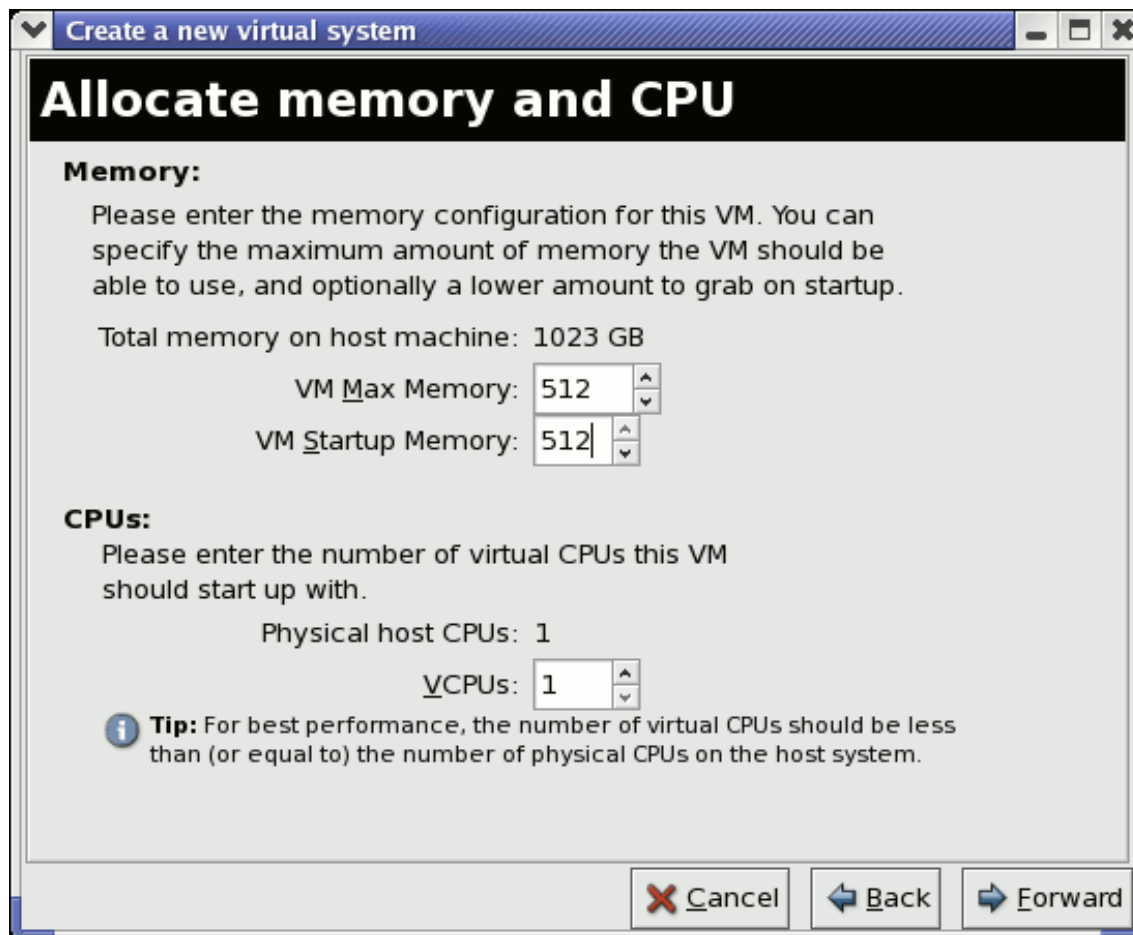 Create a new virtual system
Allocate memory and CPU
Memory:
Please enter the memory configuration for this VM. You can
specify the maximum amount of memory the VM should be
able to use, and optionally a lower amount to grab on startup.
Total memory on host machine: 1023 GB
VM Max Memory: 512
VM Startup Memory: 512
CPUs:
Please enter the number of virtual CPUs this VM
should start up with.
Physical host CPUs: 1
VCPUs: 1
Tip: For best performance, the number of virtual CPUs should be less
than (or equal to) the number of physical CPUs on the host system.
Cancel Back Forward